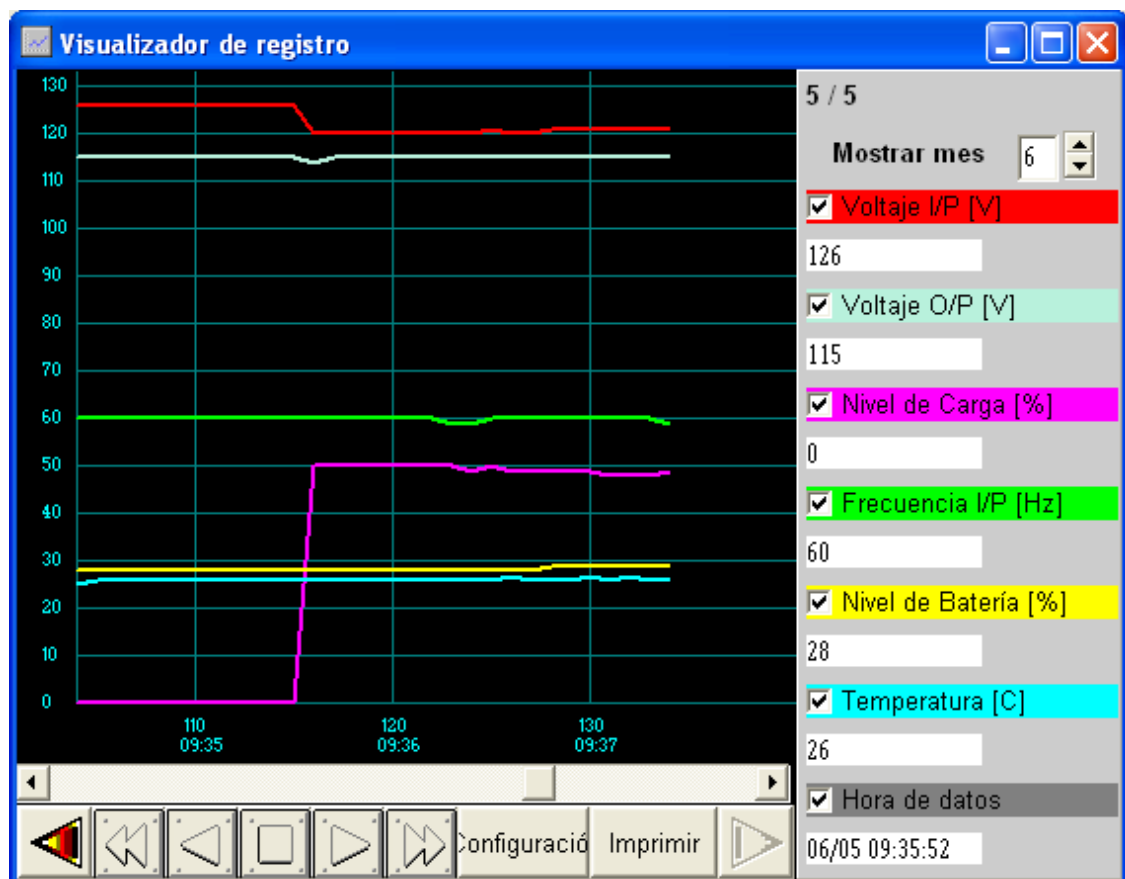 Visualizador de registro
130
120
110
100
90
80
70
60
50
40
30
20
10
0
110 120 130
09:35 09:36 09:37
5 / 5
Mostrar mes 6
Voltaje I/P [V]
126
Voltaje O/P [V]
115
Nivel de Carga [%]
0
Frecuencia I/P [Hz]
60
Nivel de Batería [%]
28
Temperatura [C]
26
Hora de datos
06/05 09:35:52
Configuració Imprimir